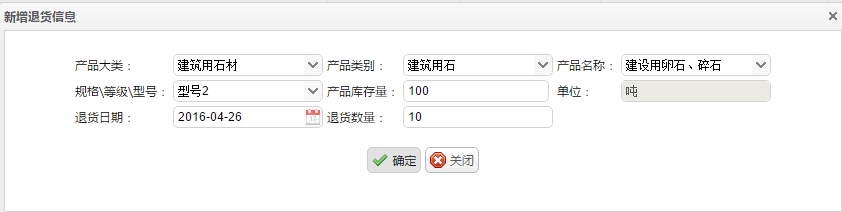 新增退货信息
产品大类： 建筑用石材 产品类别： 建筑用石 产品名称： 建设用卵石、碎石
规格\等级\型号： 型号2 产品库存量： 100 单位： 吨
退货日期： 2016-04-26 退货数量： 10
确定 关闭